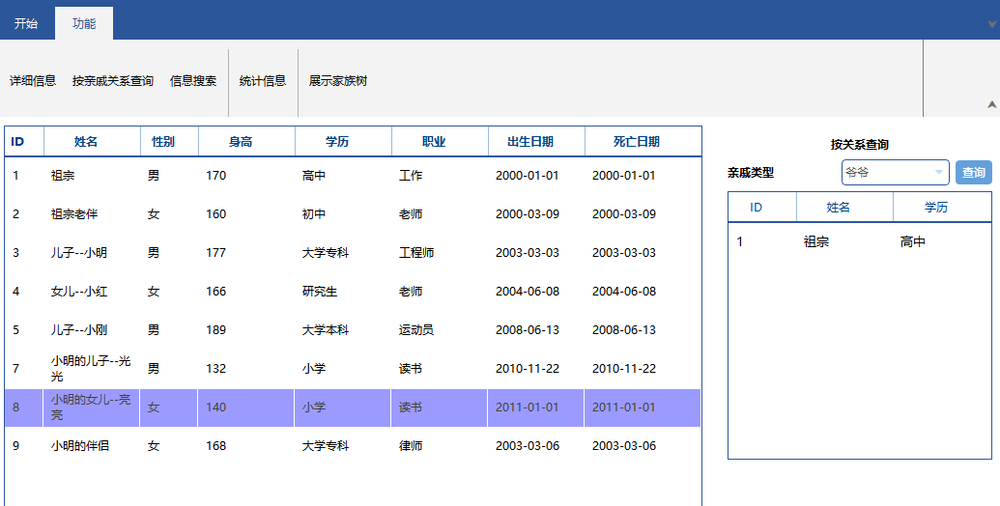 开始 功能
详细信息 按亲戚关系查询 信息搜索 统计信息 展示家族树
ID 姓名 性别 身高 学历 职业 出生日期 死亡日期
1 祖宗 男 170 高中 工作 2000-01-01 2000-01-01
2 祖宗老伴 女 160 初中 老师 2000-03-09 2000-03-09
3 儿子--小明 男 177 大学专科 工程师 2003-03-03 2003-03-03
4 女儿--小红 女 166 研究生 老师 2004-06-08 2004-06-08
5 儿子--小刚 男 189 大学本科 运动员 2008-06-13 2008-06-13
7 小明的儿子--光
光 男 132 小学 读书 2010-11-22 2010-11-22
8 小明的女儿--亮
亮 女 140 小学 读书 2011-01-01 2011-01-01
9 小明的伴侣 女 168 大学专科 律师 2003-03-06 2003-03-06
按关系查询
亲戚类型 爷爷 查询
ID 姓名 学历
1 祖宗 高中